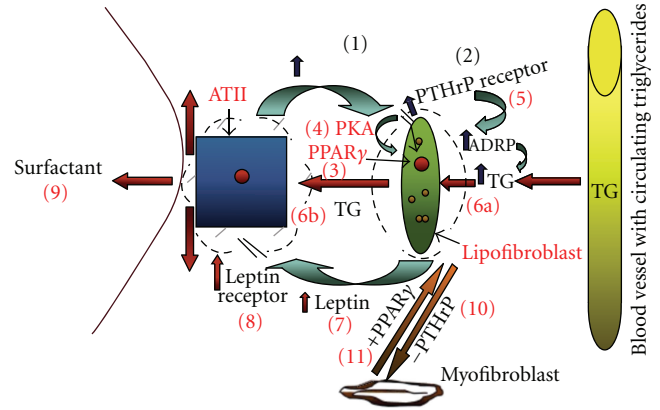 (1)
(2)
ATII
PTHrP receptor
(5)
(4) PKA
PPARγ
(3)
ADRP
Surfactant
(9)
TG
(6b)
TG
(6a)
TG
Lipofibroblast
Leptin
receptor
(8)
Leptin
(7)
+PPARγ
(11)
−PTHrP
(10)
Myofibroblast
Blood vessel with circulating triglycerides